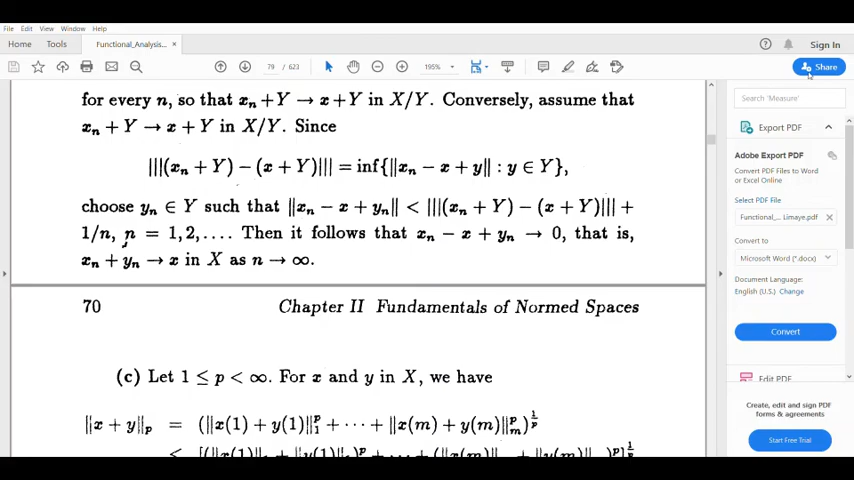 File Edit View Window Help
Home Tools Functional_Analysis... × Sign In
79 / 623 195% Share
for every n, so that xₙ + Y → x + Y in X/Y. Conversely, assume that
xₙ + Y → x + Y in X/Y. Since
|||(xₙ + Y) − (x + Y)||| = inf{‖xₙ − x + y‖ : y ∈ Y},
choose yₙ ∈ Y such that ‖xₙ − x + yₙ‖ < |||(xₙ + Y) − (x + Y)||| +
1/n, n = 1, 2, . . . . Then it follows that xₙ − x + yₙ → 0, that is,
xₙ + yₙ → x in X as n → ∞.
70 Chapter II Fundamentals of Normed Spaces
(c) Let 1 ≤ p < ∞. For x and y in X, we have
‖x + y‖ₚ = (‖x(1) + y(1)‖₁ᵖ + · · · + ‖x(m) + y(m)‖ₘᵖ)^(1/p)
Search 'Measure'
Export PDF
Adobe Export PDF
Convert PDF Files to Word
or Excel Online
Select PDF File
Functional_... Limaye.pdf ×
Convert to
Microsoft Word (*.docx)
Document Language:
English (U.S.) Change
Convert
Edit PDF
Create, edit and sign PDF
forms & agreements
Start Free Trial